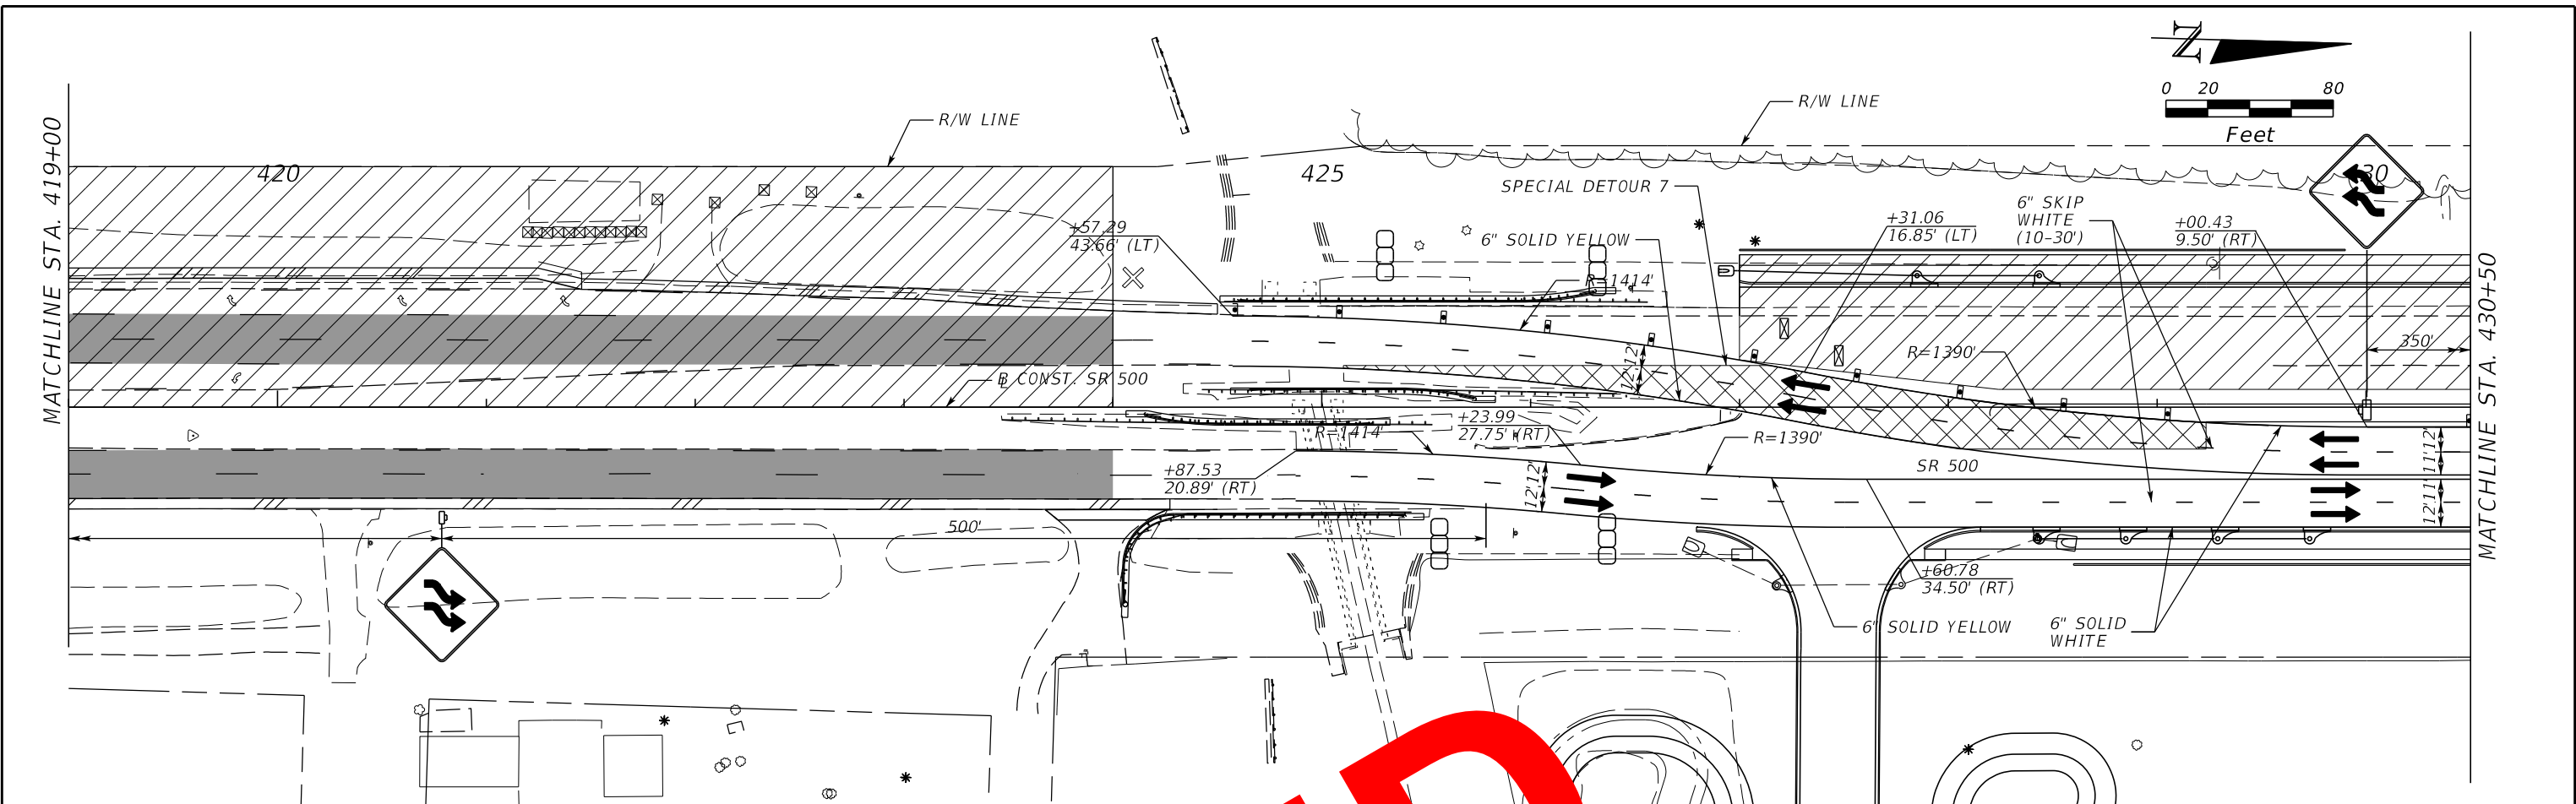 MATCHLINE STA. 419+00
420
R/W LINE
425
R/W LINE
N
0 20 80
Feet
30
SPECIAL DETOUR 7
6" SOLID YELLOW
+57.29
43.66' (LT)
R=1414'
+31.06
16.85' (LT)
6" SKIP
WHITE
(10-30')
+00.43
9.50' (RT)
350'
MATCHLINE STA. 430+50
R=1390'
12' 12'
B CONST. SR 500
R=1414'
+23.99
27.75' (RT)
R=1390'
SR 500
12' 11' 12'
12' 11'
+87.53
20.89' (RT)
12' 12'
500'
+60.78
34.50' (RT)
6" SOLID YELLOW
6" SOLID
WHITE